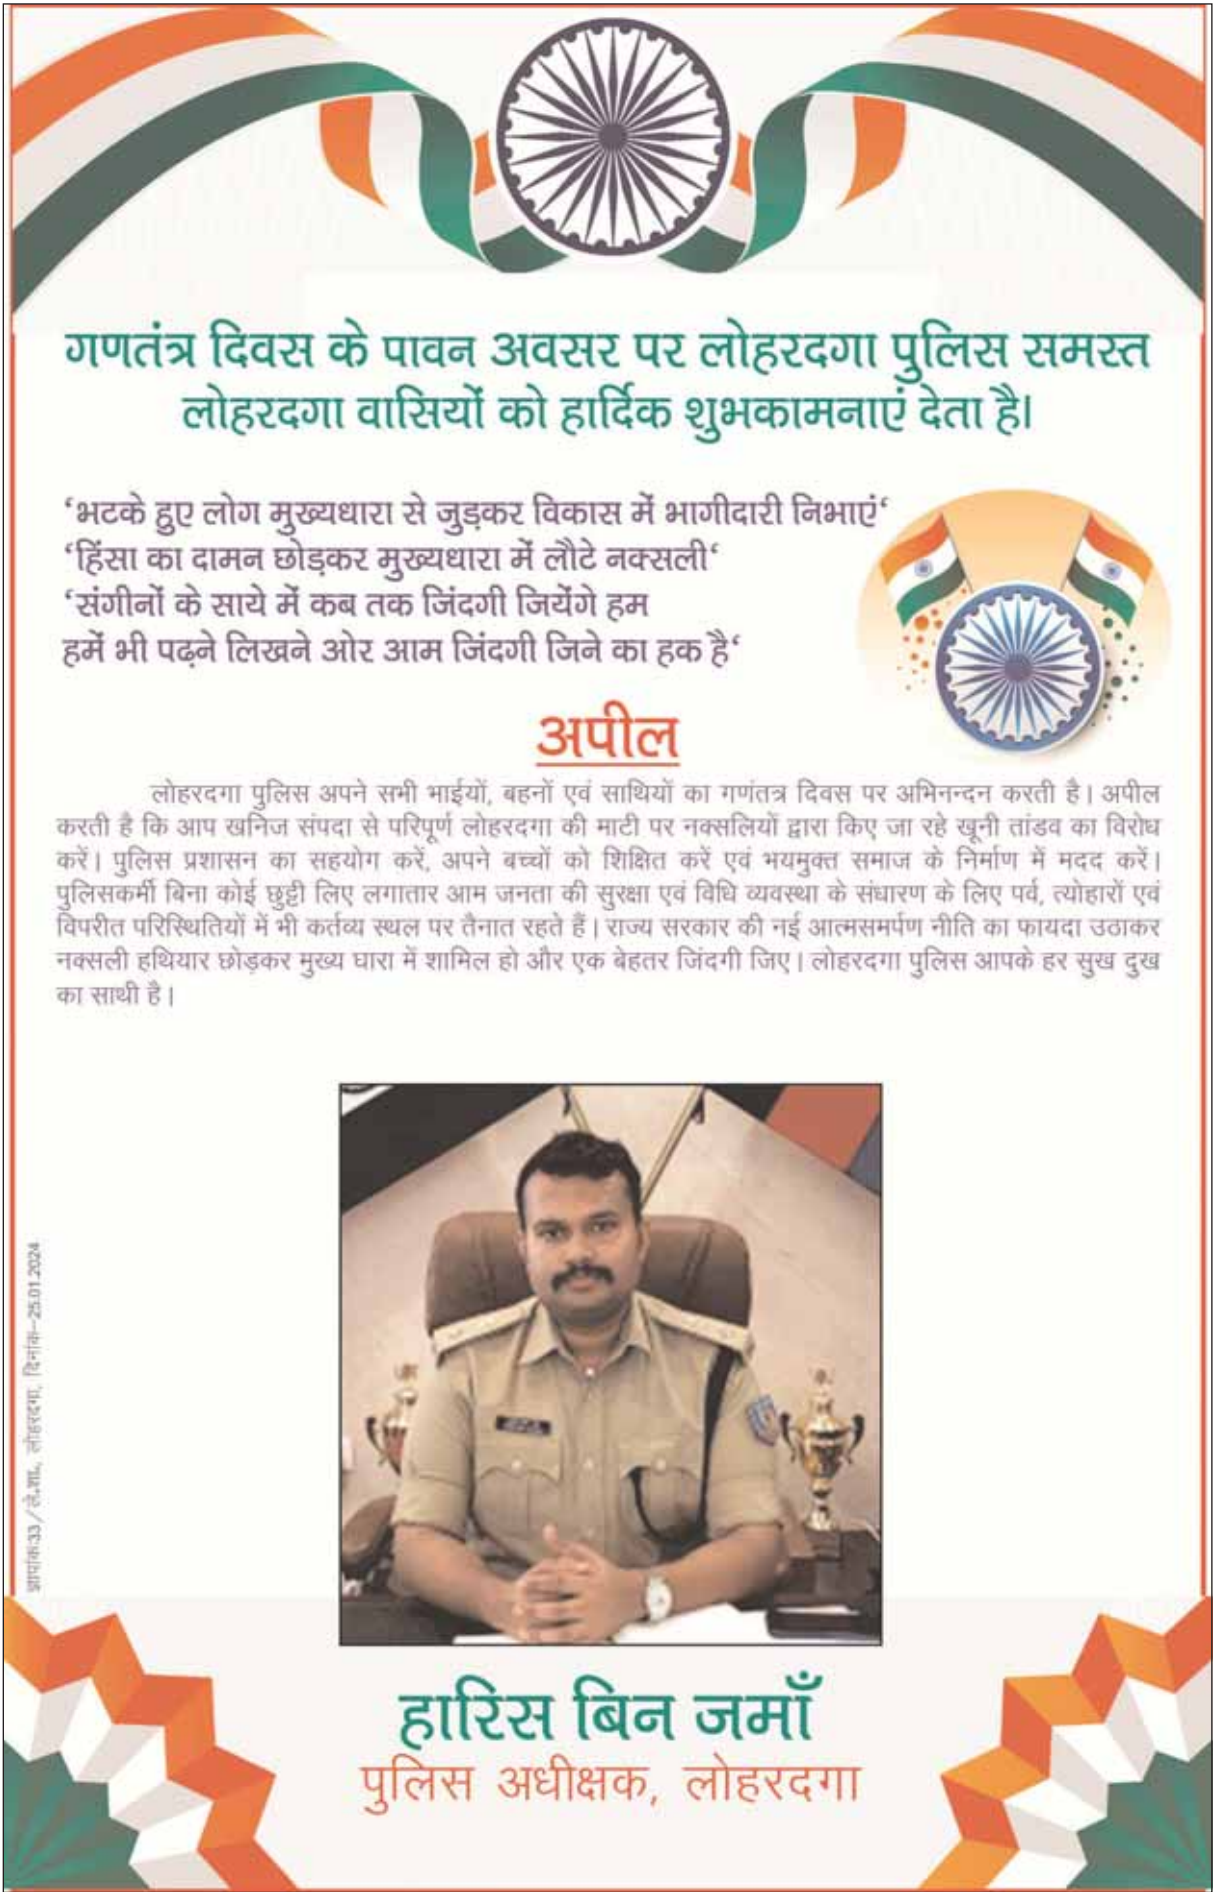 गणतंत्र दिवस के पावन अवसर पर लोहरदगा पुलिस समस्त
लोहरदगा वासियों को हार्दिक शुभकामनाएं देता है।
‘भटके हुए लोग मुख्यधारा से जुड़कर विकास में भागीदारी निभाएं‘
‘हिंसा का दामन छोड़कर मुख्यधारा में लौटे नक्सली‘
‘संगीनों के साये में कब तक जिंदगी जियेंगे हम
हमें भी पढ़ने लिखने ओर आम जिंदगी जिने का हक है‘
अपील
लोहरदगा पुलिस अपने सभी भाईयों, बहनों एवं साथियों का गणंतत्र दिवस पर अभिनन्दन करती है। अपील
करती है कि आप खनिज संपदा से परिपूर्ण लोहरदगा की माटी पर नक्सलियों द्वारा किए जा रहे खूनी तांडव का विरोध
करें। पुलिस प्रशासन का सहयोग करें, अपने बच्चों को शिक्षित करें एवं भयमुक्त समाज के निर्माण में मदद करें।
पुलिसकर्मी बिना कोई छुट्टी लिए लगातार आम जनता की सुरक्षा एवं विधि व्यवस्था के संधारण के लिए पर्व, त्योहारों एवं
विपरीत परिस्थितियों में भी कर्तव्य स्थल पर तैनात रहते हैं। राज्य सरकार की नई आत्मसमर्पण नीति का फायदा उठाकर
नक्सली हथियार छोड़कर मुख्य घारा में शामिल हो और एक बेहतर जिंदगी जिए। लोहरदगा पुलिस आपके हर सुख दुख
का साथी है।
ज्ञापांक:33/ले.शा., लोहरदगा, दिनांक–25.01.2024
हारिस बिन जमाँ
पुलिस अधीक्षक, लोहरदगा